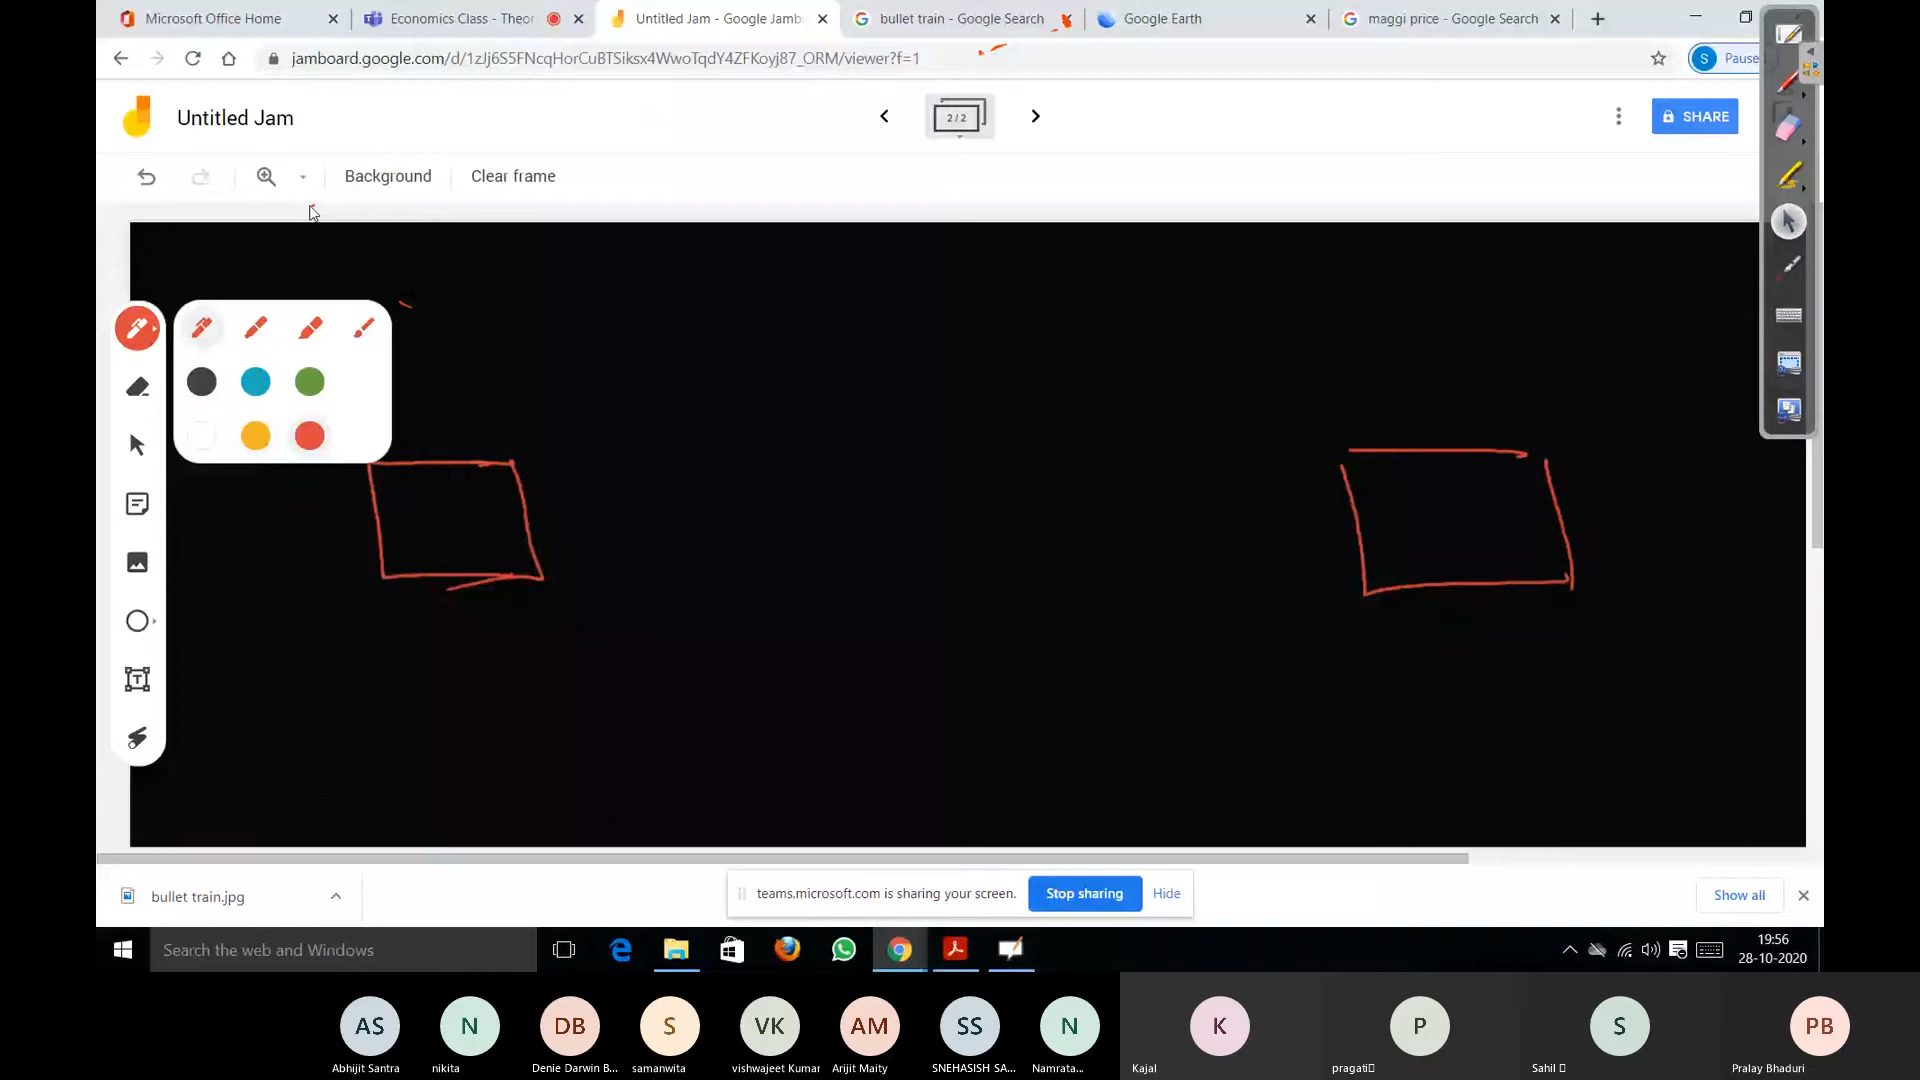 Microsoft Office Home
Economics Class - Theor
Untitled Jam - Google Jamb
bullet train - Google Search
Google Earth
maggi price - Google Search
jamboard.google.com/d/1zJj6S5FNcqHorCuBTSiksx4WwoTqdY4ZFKoyj87_ORM/viewer?f=1
S
Pause
Untitled Jam
2 / 2
SHARE
Background
Clear frame
bullet train.jpg
teams.microsoft.com is sharing your screen.
Stop sharing
Hide
Show all
Search the web and Windows
19:56
28-10-2020
AS
N
DB
S
VK
AM
SS
N
K
P
S
PB
Abhijit Santra
nikita
Denie Darwin B...
samanwita
vishwajeet Kumar
Arijit Maity
SNEHASISH SA...
Namrata...
Kajal
pragati
Sahil
Pralay Bhaduri